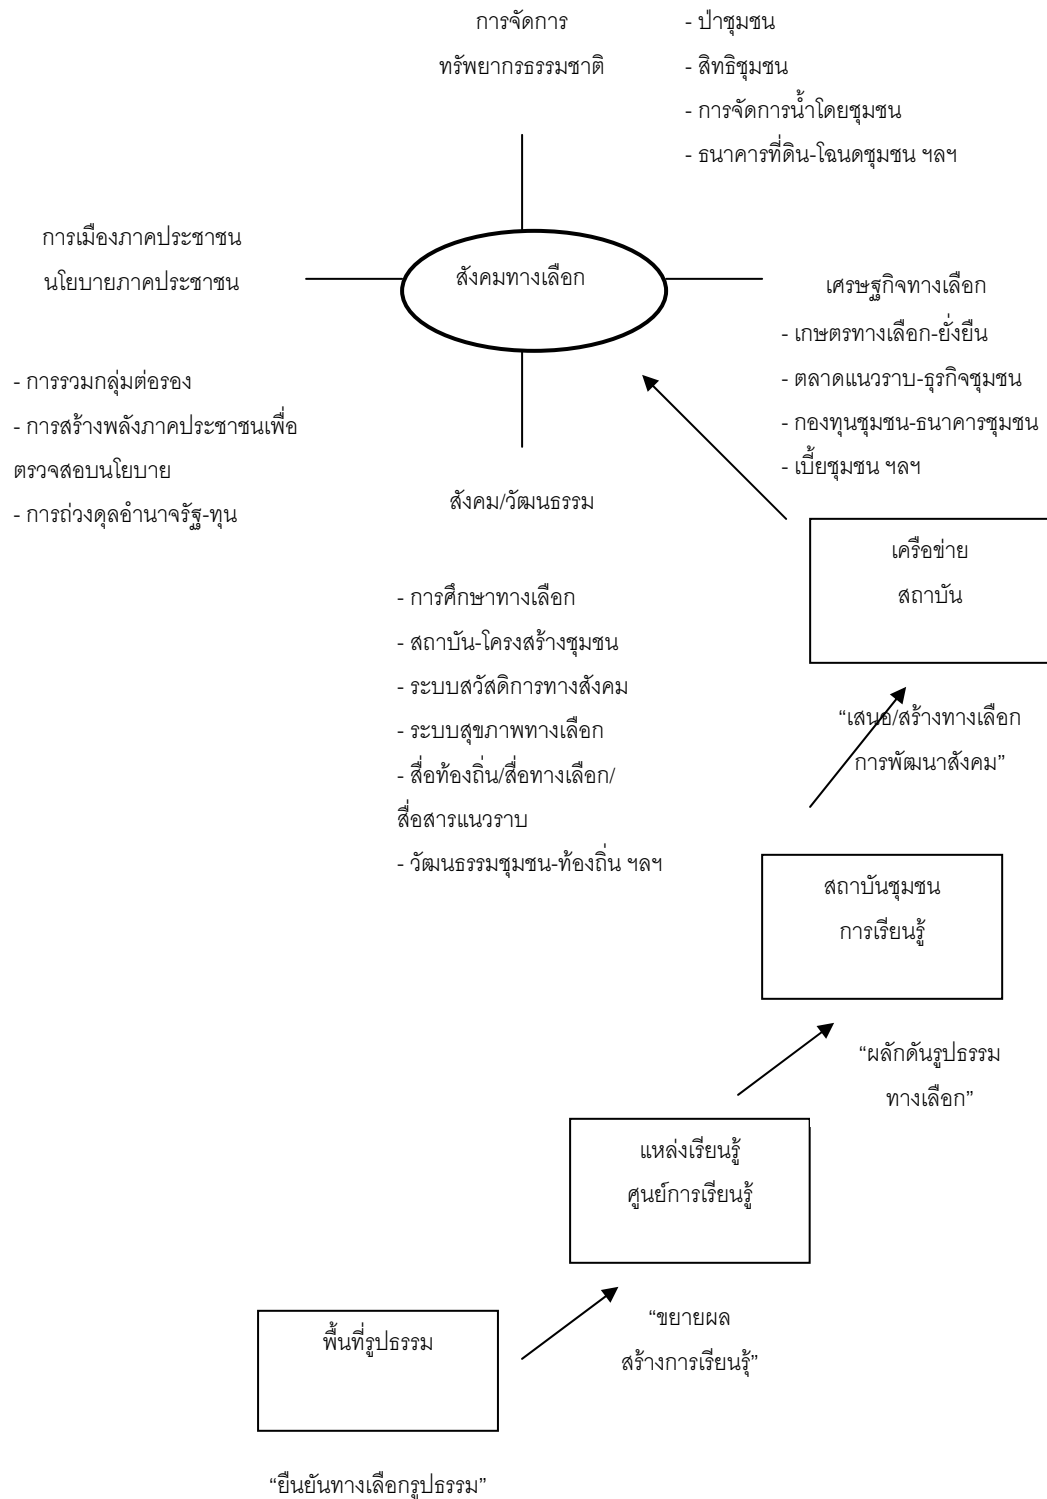 การจัดการ
ทรัพยากรธรรมชาติ
- ป่าชุมชน
- สิทธิชุมชน
- การจัดการน้ำโดยชุมชน
- ธนาคารที่ดิน-โฉนดชุมชน ฯลฯ
การเมืองภาคประชาชน
นโยบายภาคประชาชน
สังคมทางเลือก
เศรษฐกิจทางเลือก
- เกษตรทางเลือก-ยั่งยืน
- ตลาดแนวราบ-ธุรกิจชุมชน
- กองทุนชุมชน-ธนาคารชุมชน
- เบี้ยชุมชน ฯลฯ
- การรวมกลุ่มต่อรอง
- การสร้างพลังภาคประชาชนเพื่อ
ตรวจสอบนโยบาย
- การถ่วงดุลอำนาจรัฐ-ทุน
สังคม/วัฒนธรรม
- การศึกษาทางเลือก
- สถาบัน-โครงสร้างชุมชน
- ระบบสวัสดิการทางสังคม
- ระบบสุขภาพทางเลือก
- สื่อท้องถิ่น/สื่อทางเลือก/
สื่อสารแนวราบ
- วัฒนธรรมชุมชน-ท้องถิ่น ฯลฯ
เครือข่าย
สถาบัน
“เสนอ/สร้างทางเลือก
การพัฒนาสังคม”
สถาบันชุมชน
การเรียนรู้
“ผลักดันรูปธรรม
ทางเลือก”
แหล่งเรียนรู้
ศูนย์การเรียนรู้
“ขยายผล
สร้างการเรียนรุ้”
พื้นที่รูปธรรม
“ยืนยันทางเลือกรูปธรรม”